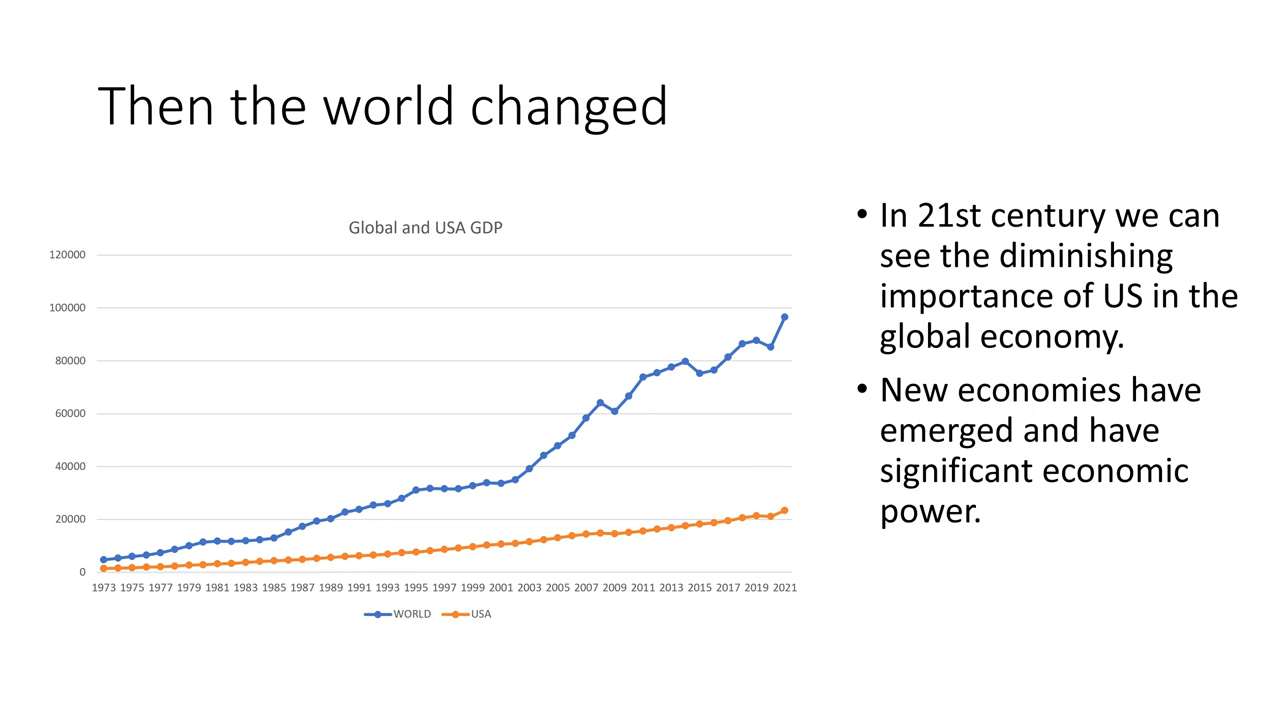 Then the world changed
Global and USA GDP
120000
100000
80000
60000
40000
20000
0
1973 1975 1977 1979 1981 1983 1985 1987 1989 1991 1993 1995 1997 1999 2001 2003 2005 2007 2009 2011 2013 2015 2017 2019 2021
WORLD USA
• In 21st century we can
see the diminishing
importance of US in the
global economy.
• New economies have
emerged and have
significant economic
power.